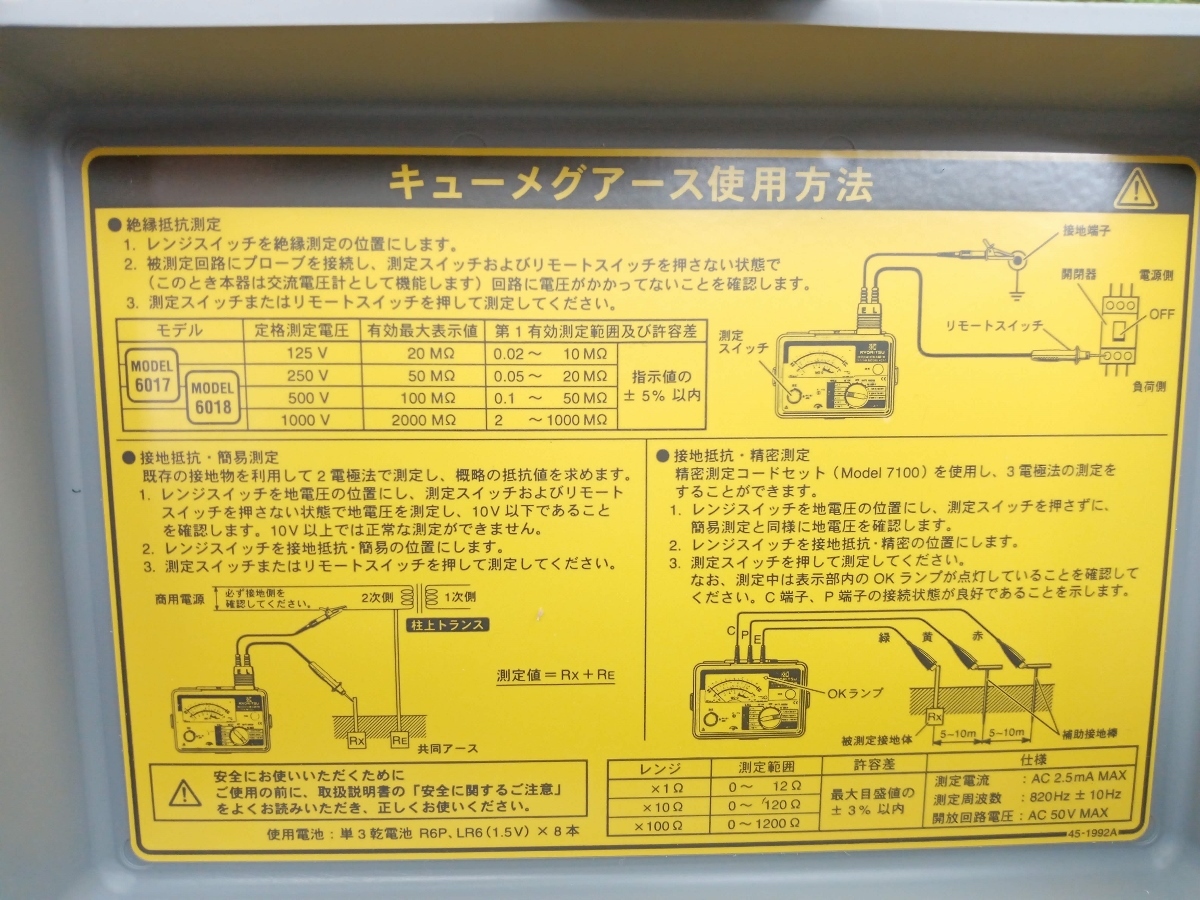 キューメグアース使用方法
●絶縁抵抗測定
1. レンジスイッチを絶縁測定の位置にします。
2. 被測定回路にプローブを接続し、測定スイッチおよびリモートスイッチを押さない状態で
（このとき本器は交流電圧計として機能します）回路に電圧がかかってないことを確認します。
3. 測定スイッチまたはリモートスイッチを押して測定してください。
モデル 定格測定電圧 有効最大表示値 第1有効測定範囲及び許容差
MODEL 6017
MODEL 6018
125 V 20 MΩ 0.02～ 10 MΩ
250 V 50 MΩ 0.05～ 20 MΩ
500 V 100 MΩ 0.1 ～ 50 MΩ
1000 V 2000 MΩ 2 ～1000 MΩ
指示値の
±5% 以内
接地端子
開閉器
電源側
OFF
リモートスイッチ
負荷側
測定
スイッチ
E L
●接地抵抗・簡易測定
既存の接地物を利用して2電極法で測定し、概略の抵抗値を求めます。
1. レンジスイッチを地電圧の位置にし、測定スイッチおよびリモート
スイッチを押さない状態で地電圧を測定し、10V以下であること
を確認します。10V以上では正常な測定ができません。
2. レンジスイッチを接地抵抗・簡易の位置にします。
3. 測定スイッチまたはリモートスイッチを押して測定してください。
商用電源
必ず接地側を
確認してください。
2次側
1次側
柱上トランス
測定値＝Rx＋RE
Rx
RE
共同アース
●接地抵抗・精密測定
精密測定コードセット（Model 7100）を使用し、3電極法の測定を
することができます。
1. レンジスイッチを地電圧の位置にし、測定スイッチを押さずに、
簡易測定と同様に地電圧を確認します。
2. レンジスイッチを接地抵抗・精密の位置にします。
3. 測定スイッチを押して測定してください。
なお、測定中は表示部内のOKランプが点灯していることを確認して
ください。C端子、P端子の接続状態が良好であることを示します。
C P E
緑 黄 赤
OKランプ
Rx
5~10m 5~10m
被測定接地体
補助接地棒
安全にお使いいただくために
ご使用の前に、取扱説明書の「安全に関するご注意」
をよくお読みいただき、正しくお使いください。
使用電池：単3乾電池 R6P、LR6（1.5V）×8本
レンジ 測定範囲 許容差 仕様
×1Ω 0～ 12Ω
×10Ω 0～ 120Ω
×100Ω 0～1200Ω
最大目盛値の
±3% 以内
測定電流 ：AC 2.5mA MAX
測定周波数 ：820Hz±10Hz
開放回路電圧：AC 50V MAX
45-1992A